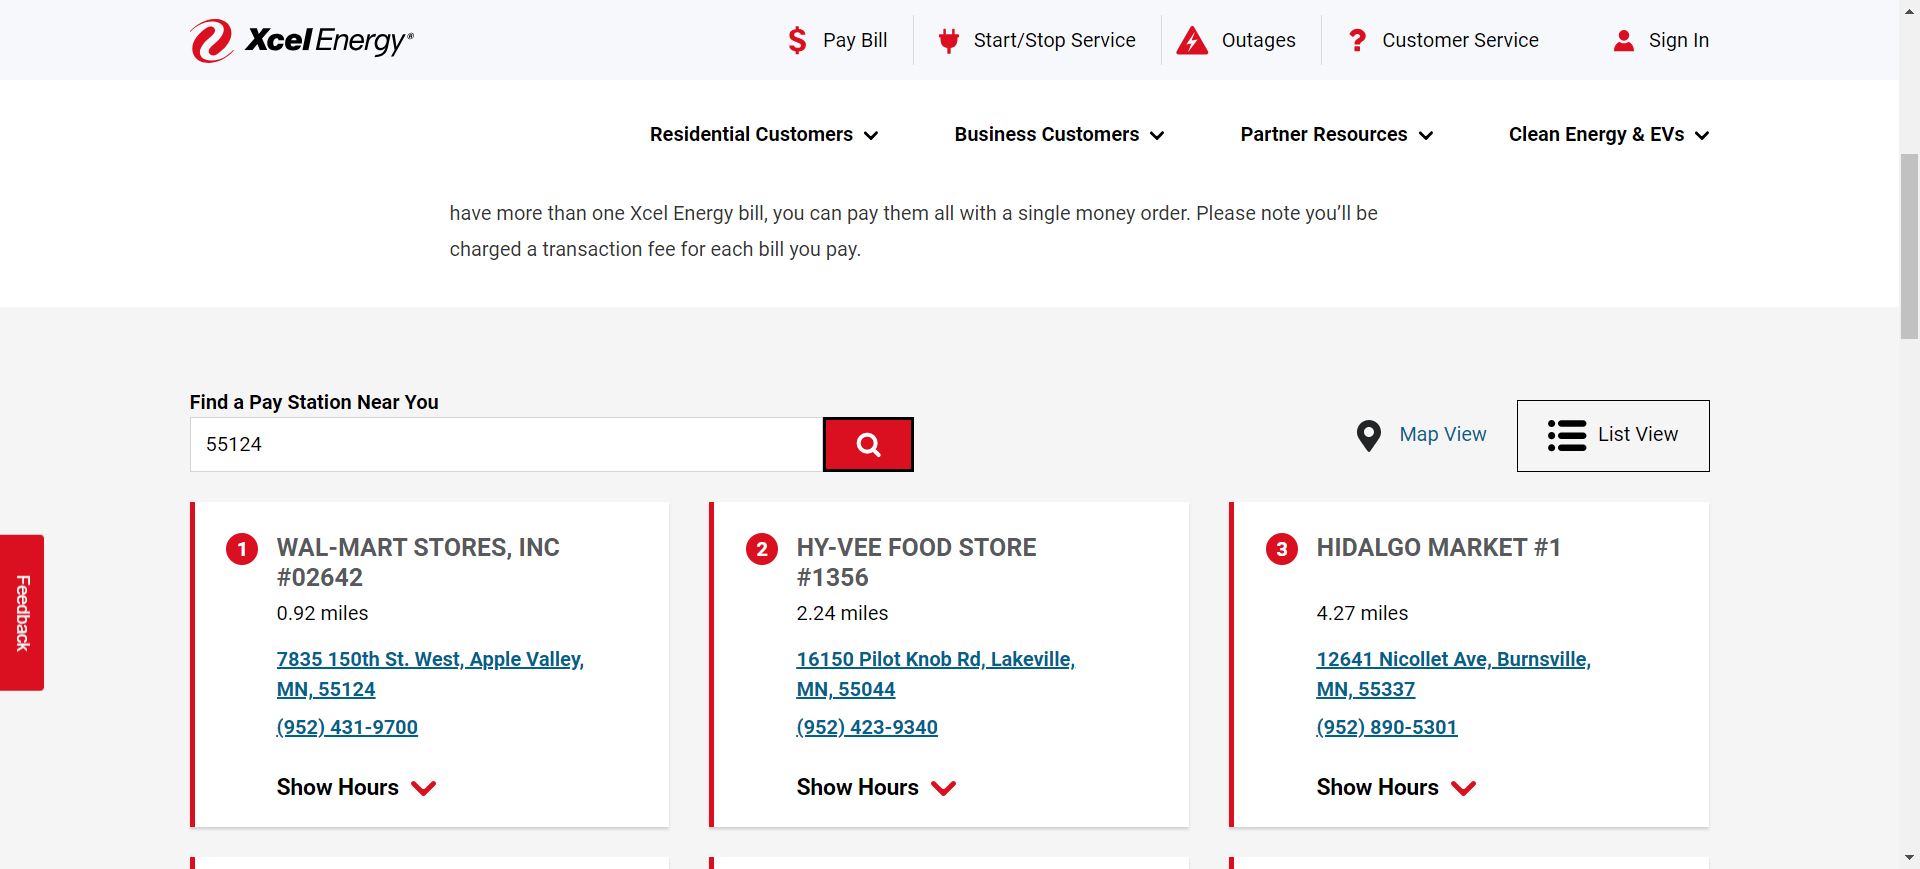 Xcel Energy®
Pay Bill
Start/Stop Service
Outages
Customer Service
Sign In
Residential Customers
Business Customers
Partner Resources
Clean Energy & EVs
have more than one Xcel Energy bill, you can pay them all with a single money order. Please note you’ll be
charged a transaction fee for each bill you pay.
Find a Pay Station Near You
55124
Map View
List View
Feedback
1
WAL-MART STORES, INC
#02642
0.92 miles
7835 150th St. West, Apple Valley,
MN, 55124
(952) 431-9700
Show Hours
2
HY-VEE FOOD STORE
#1356
2.24 miles
16150 Pilot Knob Rd, Lakeville,
MN, 55044
(952) 423-9340
Show Hours
3
HIDALGO MARKET #1
4.27 miles
12641 Nicollet Ave, Burnsville,
MN, 55337
(952) 890-5301
Show Hours